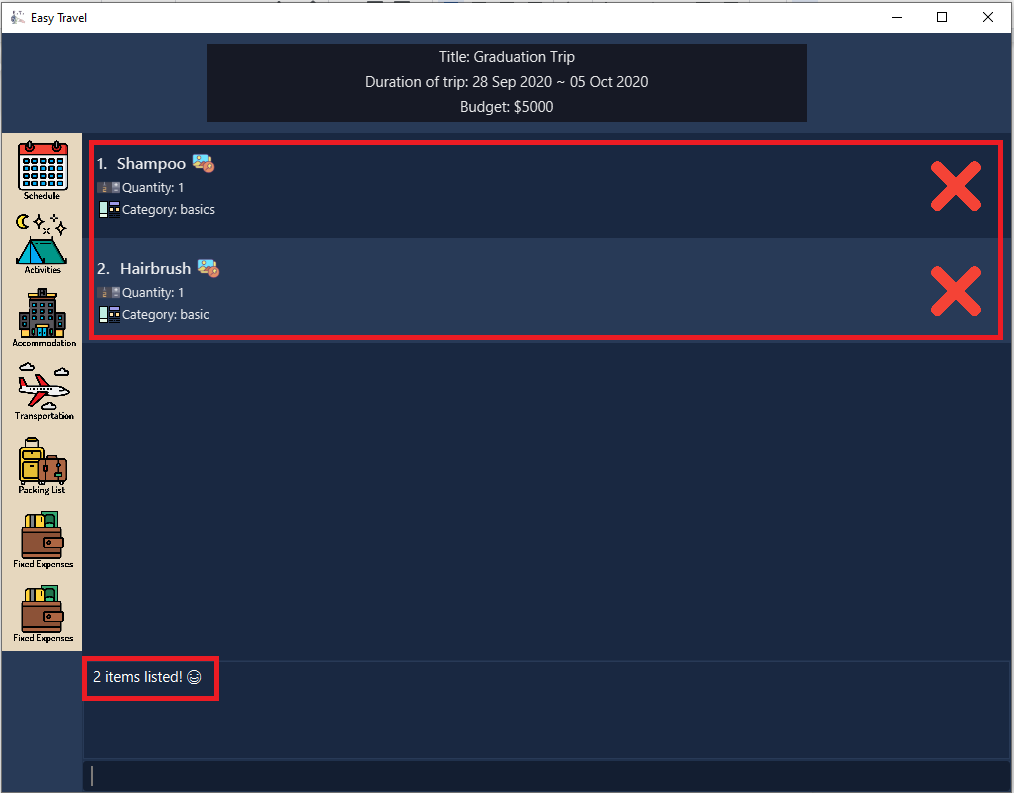 Easy Travel
Title: Graduation Trip
Duration of trip: 28 Sep 2020 ~ 05 Oct 2020
Budget: $5000
Schedule
Activities
Accommodation
Transportation
Packing List
Fixed Expenses
Fixed Expenses
1. Shampoo
Quantity: 1
Category: basics
2. Hairbrush
Quantity: 1
Category: basic
2 items listed! 😄